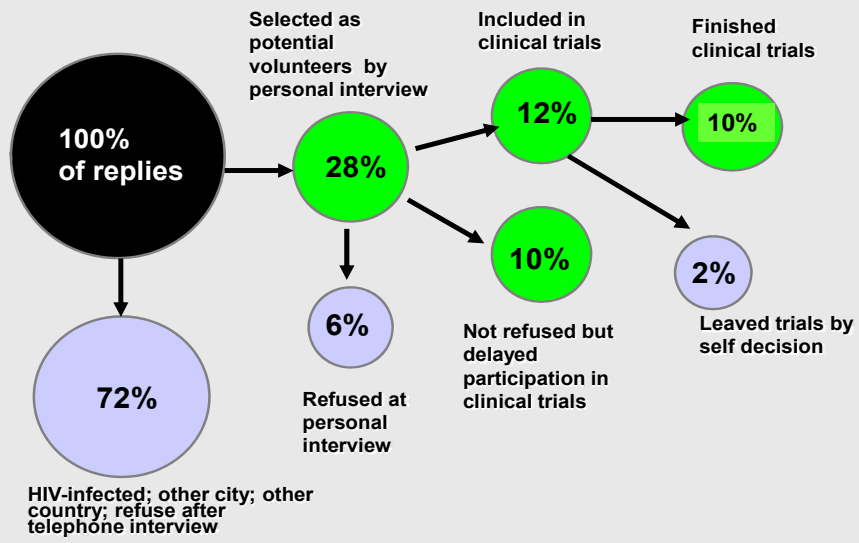 Selected as
potential
volunteers by
personal interview
Included in
clinical trials
Finished
clinical trials
100%
of replies
28%
12%
10%
10%
2%
6%
72%
Leaved trials by
self decision
Not refused but
delayed
participation in
clinical trials
Refused at
personal
interview
HIV-infected; other city; other
country; refuse after
telephone interview